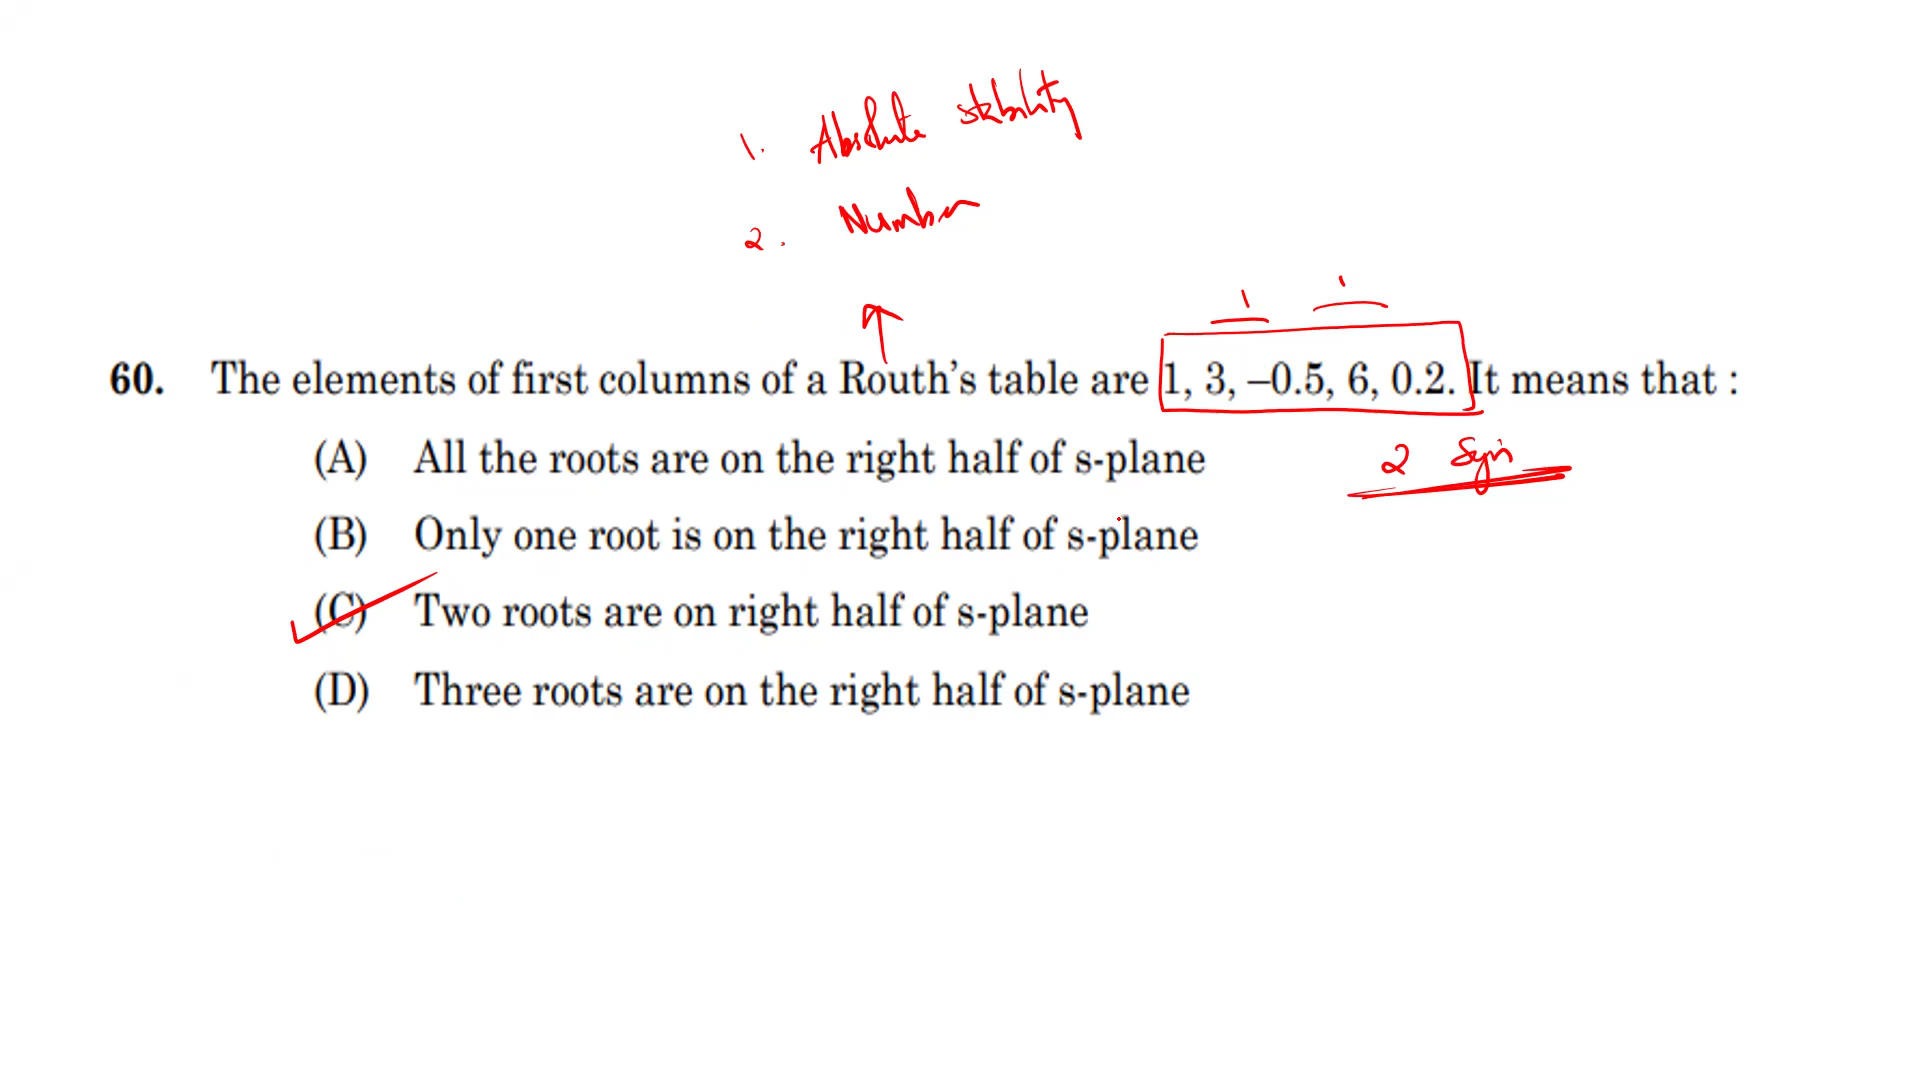 1. Absolute stability
2. Number
1 1
60. The elements of first columns of a Routh's table are 1, 3, –0.5, 6, 0.2. It means that :
2 Sign
(A) All the roots are on the right half of s-plane
(B) Only one root is on the right half of s-plane
(C) Two roots are on right half of s-plane
(D) Three roots are on the right half of s-plane